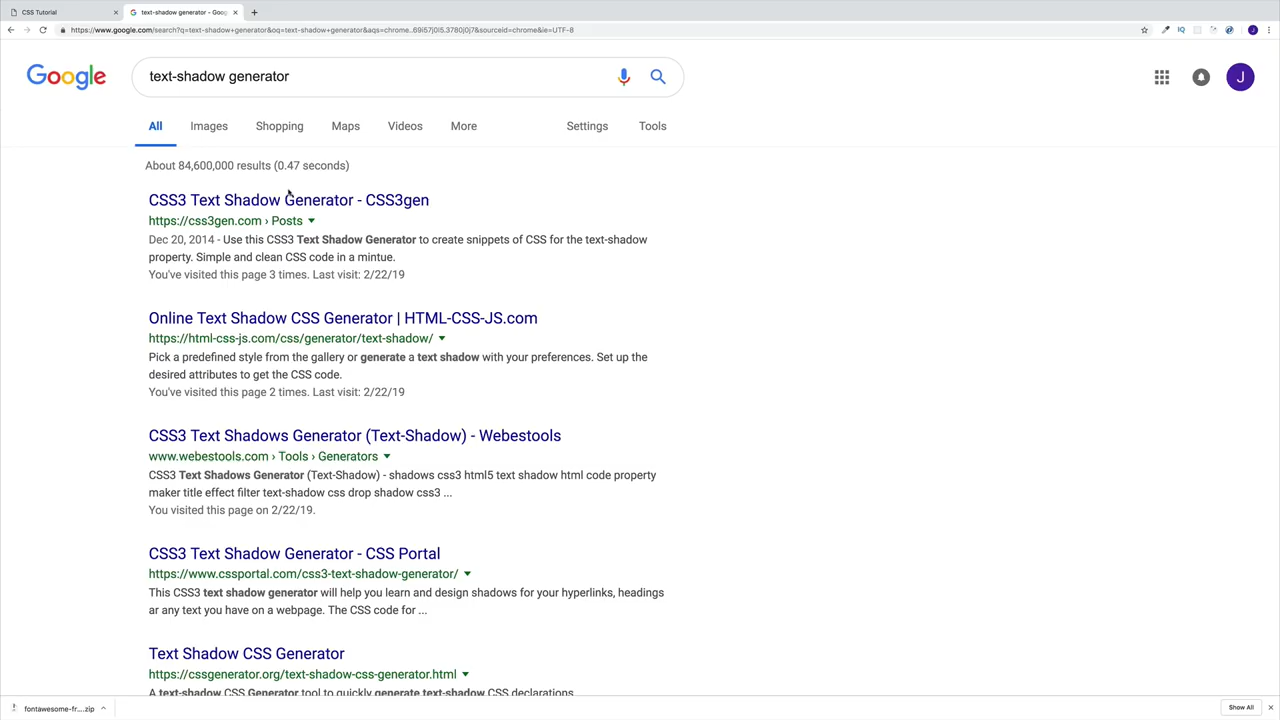 CSS Tutorial
text-shadow generator - Goo
https://www.google.com/search?q=text-shadow+generator&oq=text-shadow+generator&aqs=chrome..69i57j0l5.3780j0j7&sourceid=chrome&ie=UTF-8
Google
text-shadow generator
J
All Images Shopping Maps Videos More Settings Tools
About 84,600,000 results (0.47 seconds)
CSS3 Text Shadow Generator - CSS3gen
https://css3gen.com › Posts
Dec 20, 2014 - Use this CSS3 Text Shadow Generator to create snippets of CSS for the text-shadow
property. Simple and clean CSS code in a mintue.
You've visited this page 3 times. Last visit: 2/22/19
Online Text Shadow CSS Generator | HTML-CSS-JS.com
https://html-css-js.com/css/generator/text-shadow/
Pick a predefined style from the gallery or generate a text shadow with your preferences. Set up the
desired attributes to get the CSS code.
You've visited this page 2 times. Last visit: 2/22/19
CSS3 Text Shadows Generator (Text-Shadow) - Webestools
www.webestools.com › Tools › Generators
CSS3 Text Shadows Generator (Text-Shadow) - shadows css3 html5 text shadow html code property
maker title effect filter text-shadow css drop shadow css3 ...
You visited this page on 2/22/19.
CSS3 Text Shadow Generator - CSS Portal
https://www.cssportal.com/css3-text-shadow-generator/
This CSS3 text shadow generator will help you learn and design shadows for your hyperlinks, headings
ar any text you have on a webpage. The CSS code for ...
Text Shadow CSS Generator
https://cssgenerator.org/text-shadow-css-generator.html
A text-shadow CSS Generator tool to quickly generate text-shadow CSS declarations
fontawesome-fr....zip
Show All